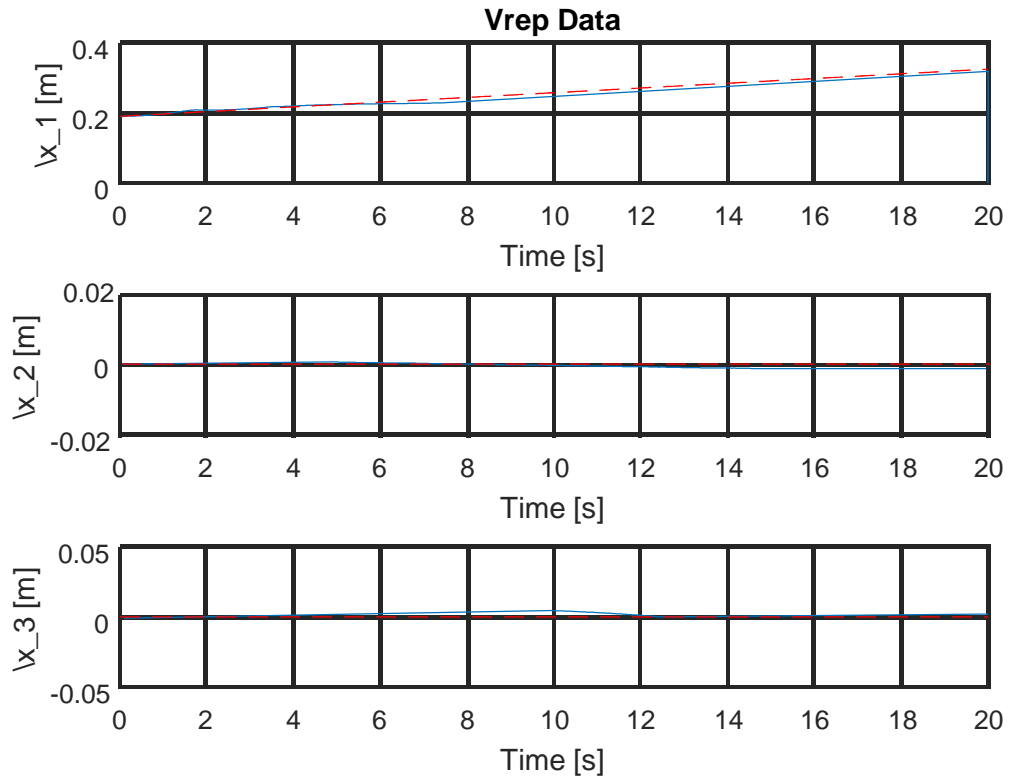 Vrep Data
0.4
0.2
0
\x_1 [m]
0 2 4 6 8 10 12 14 16 18 20
Time [s]
0.02
0
-0.02
\x_2 [m]
0 2 4 6 8 10 12 14 16 18 20
Time [s]
0.05
0
-0.05
\x_3 [m]
0 2 4 6 8 10 12 14 16 18 20
Time [s]